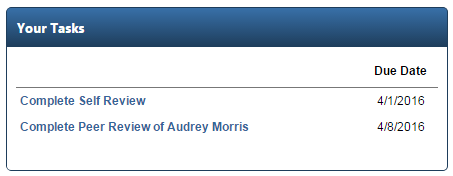 Your Tasks
Due Date
Complete Self Review 4/1/2016
Complete Peer Review of Audrey Morris 4/8/2016